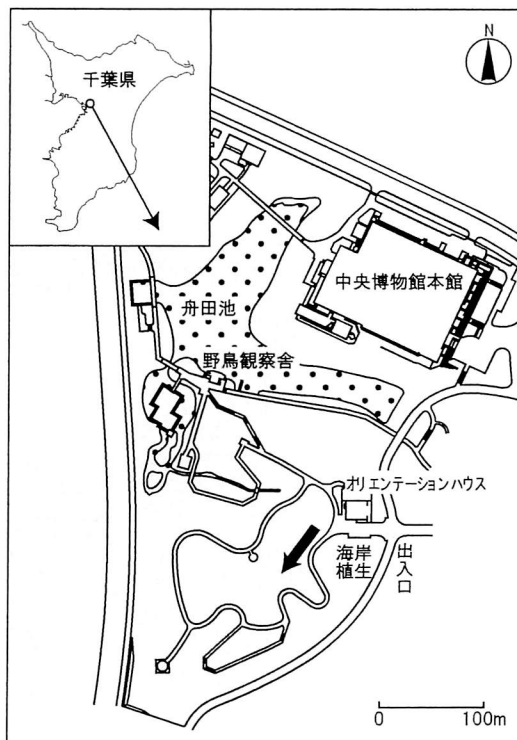 千葉県
N
中央博物館本館
舟田池
野鳥観察舎
オリエンテーションハウス
海岸
植生
出入口
0 100m